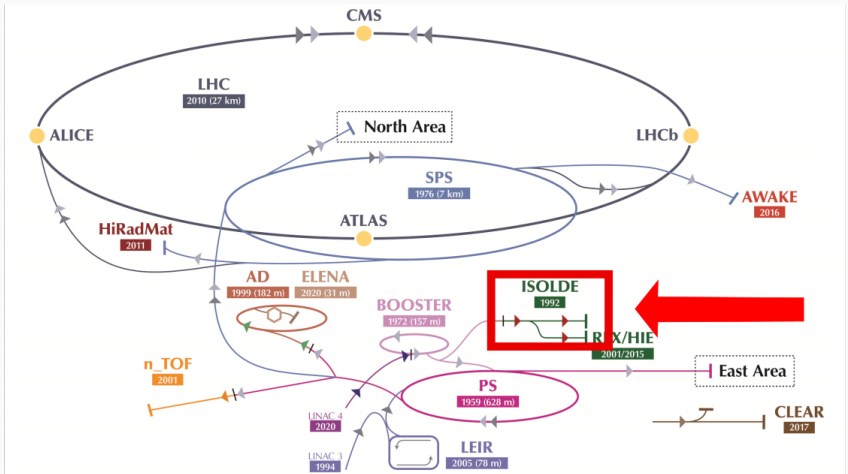 CMS
LHC
2010 (27 km)
North Area
ALICE
LHCb
SPS
1976 (7 km)
AWAKE
2016
ATLAS
HiRadMat
2011
AD
1999 (182 m)
ELENA
2020 (31 m)
ISOLDE
1992
BOOSTER
1972 (157 m)
REX/HIE
2001/2015
n_TOF
2001
East Area
PS
1959 (628 m)
LINAC 4
2020
CLEAR
2017
LINAC 3
1994
LEIR
2005 (78 m)